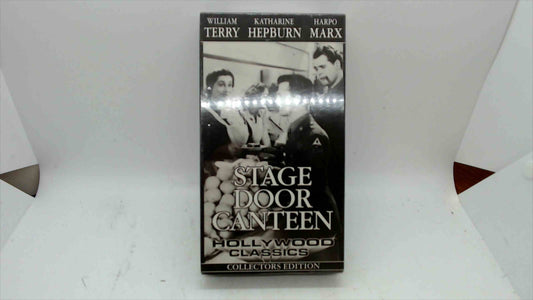 WILLIAM KATHARINE HARPO
TERRY HEPBURN MARX
STAGE
DOOR
CANTEEN
HOLLYWOOD
CLASSICS
COLLECTORS EDITION